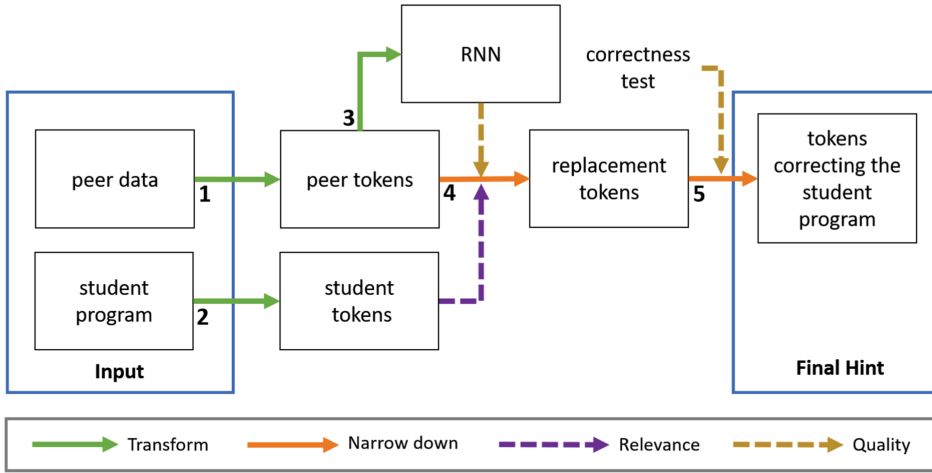 RNN
correctness
test
3
peer data
1
peer tokens
4
replacement
tokens
5
tokens
correcting the
student
program
student
program
2
student
tokens
Input
Final Hint
Transform
Narrow down
Relevance
Quality